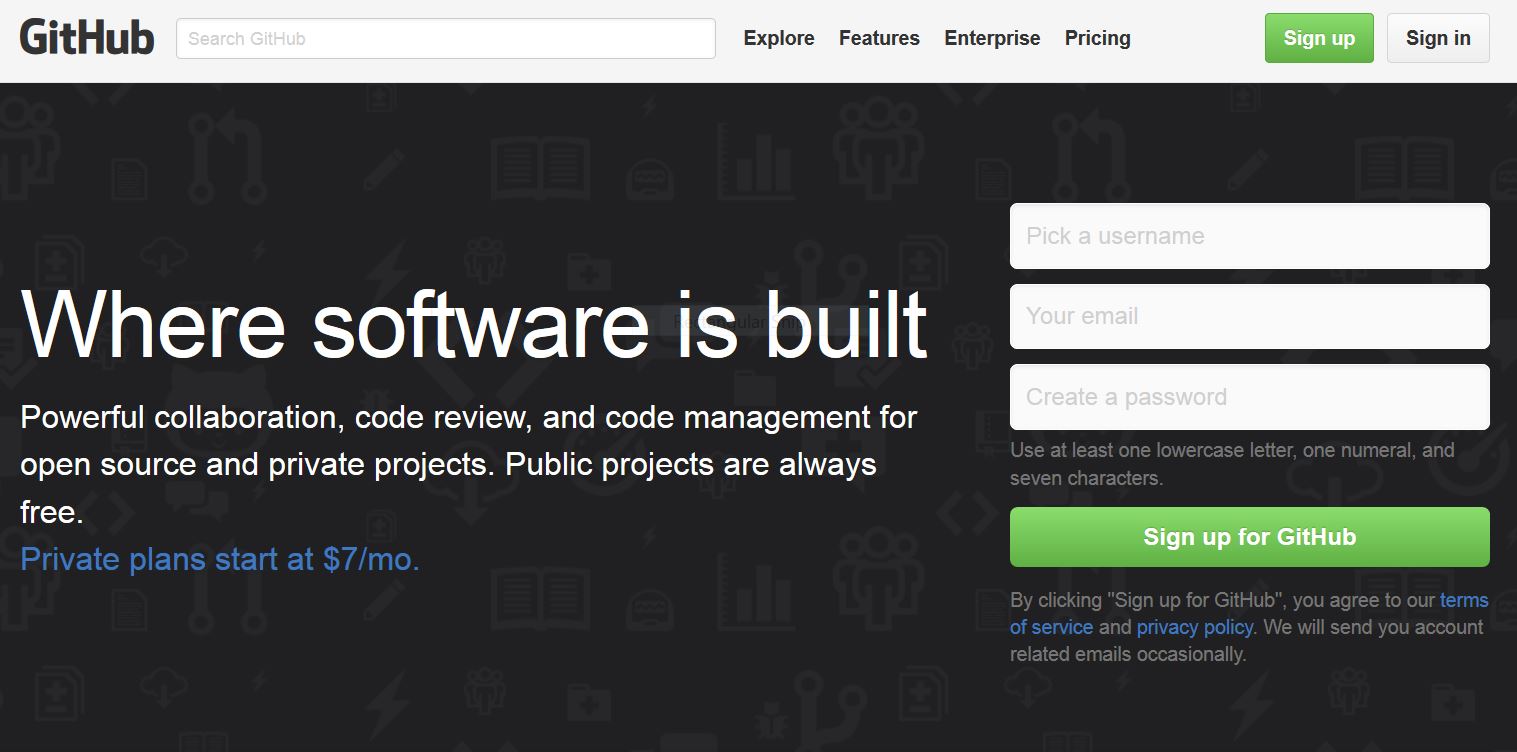 GitHub
Search GitHub
Explore
Features
Enterprise
Pricing
Sign up
Sign in
Where software is built
Powerful collaboration, code review, and code management for
open source and private projects. Public projects are always
free.
Private plans start at $7/mo.
Pick a username
Your email
Create a password
Use at least one lowercase letter, one numeral, and
seven characters.
Sign up for GitHub
By clicking "Sign up for GitHub", you agree to our terms
of service and privacy policy. We will send you account
related emails occasionally.